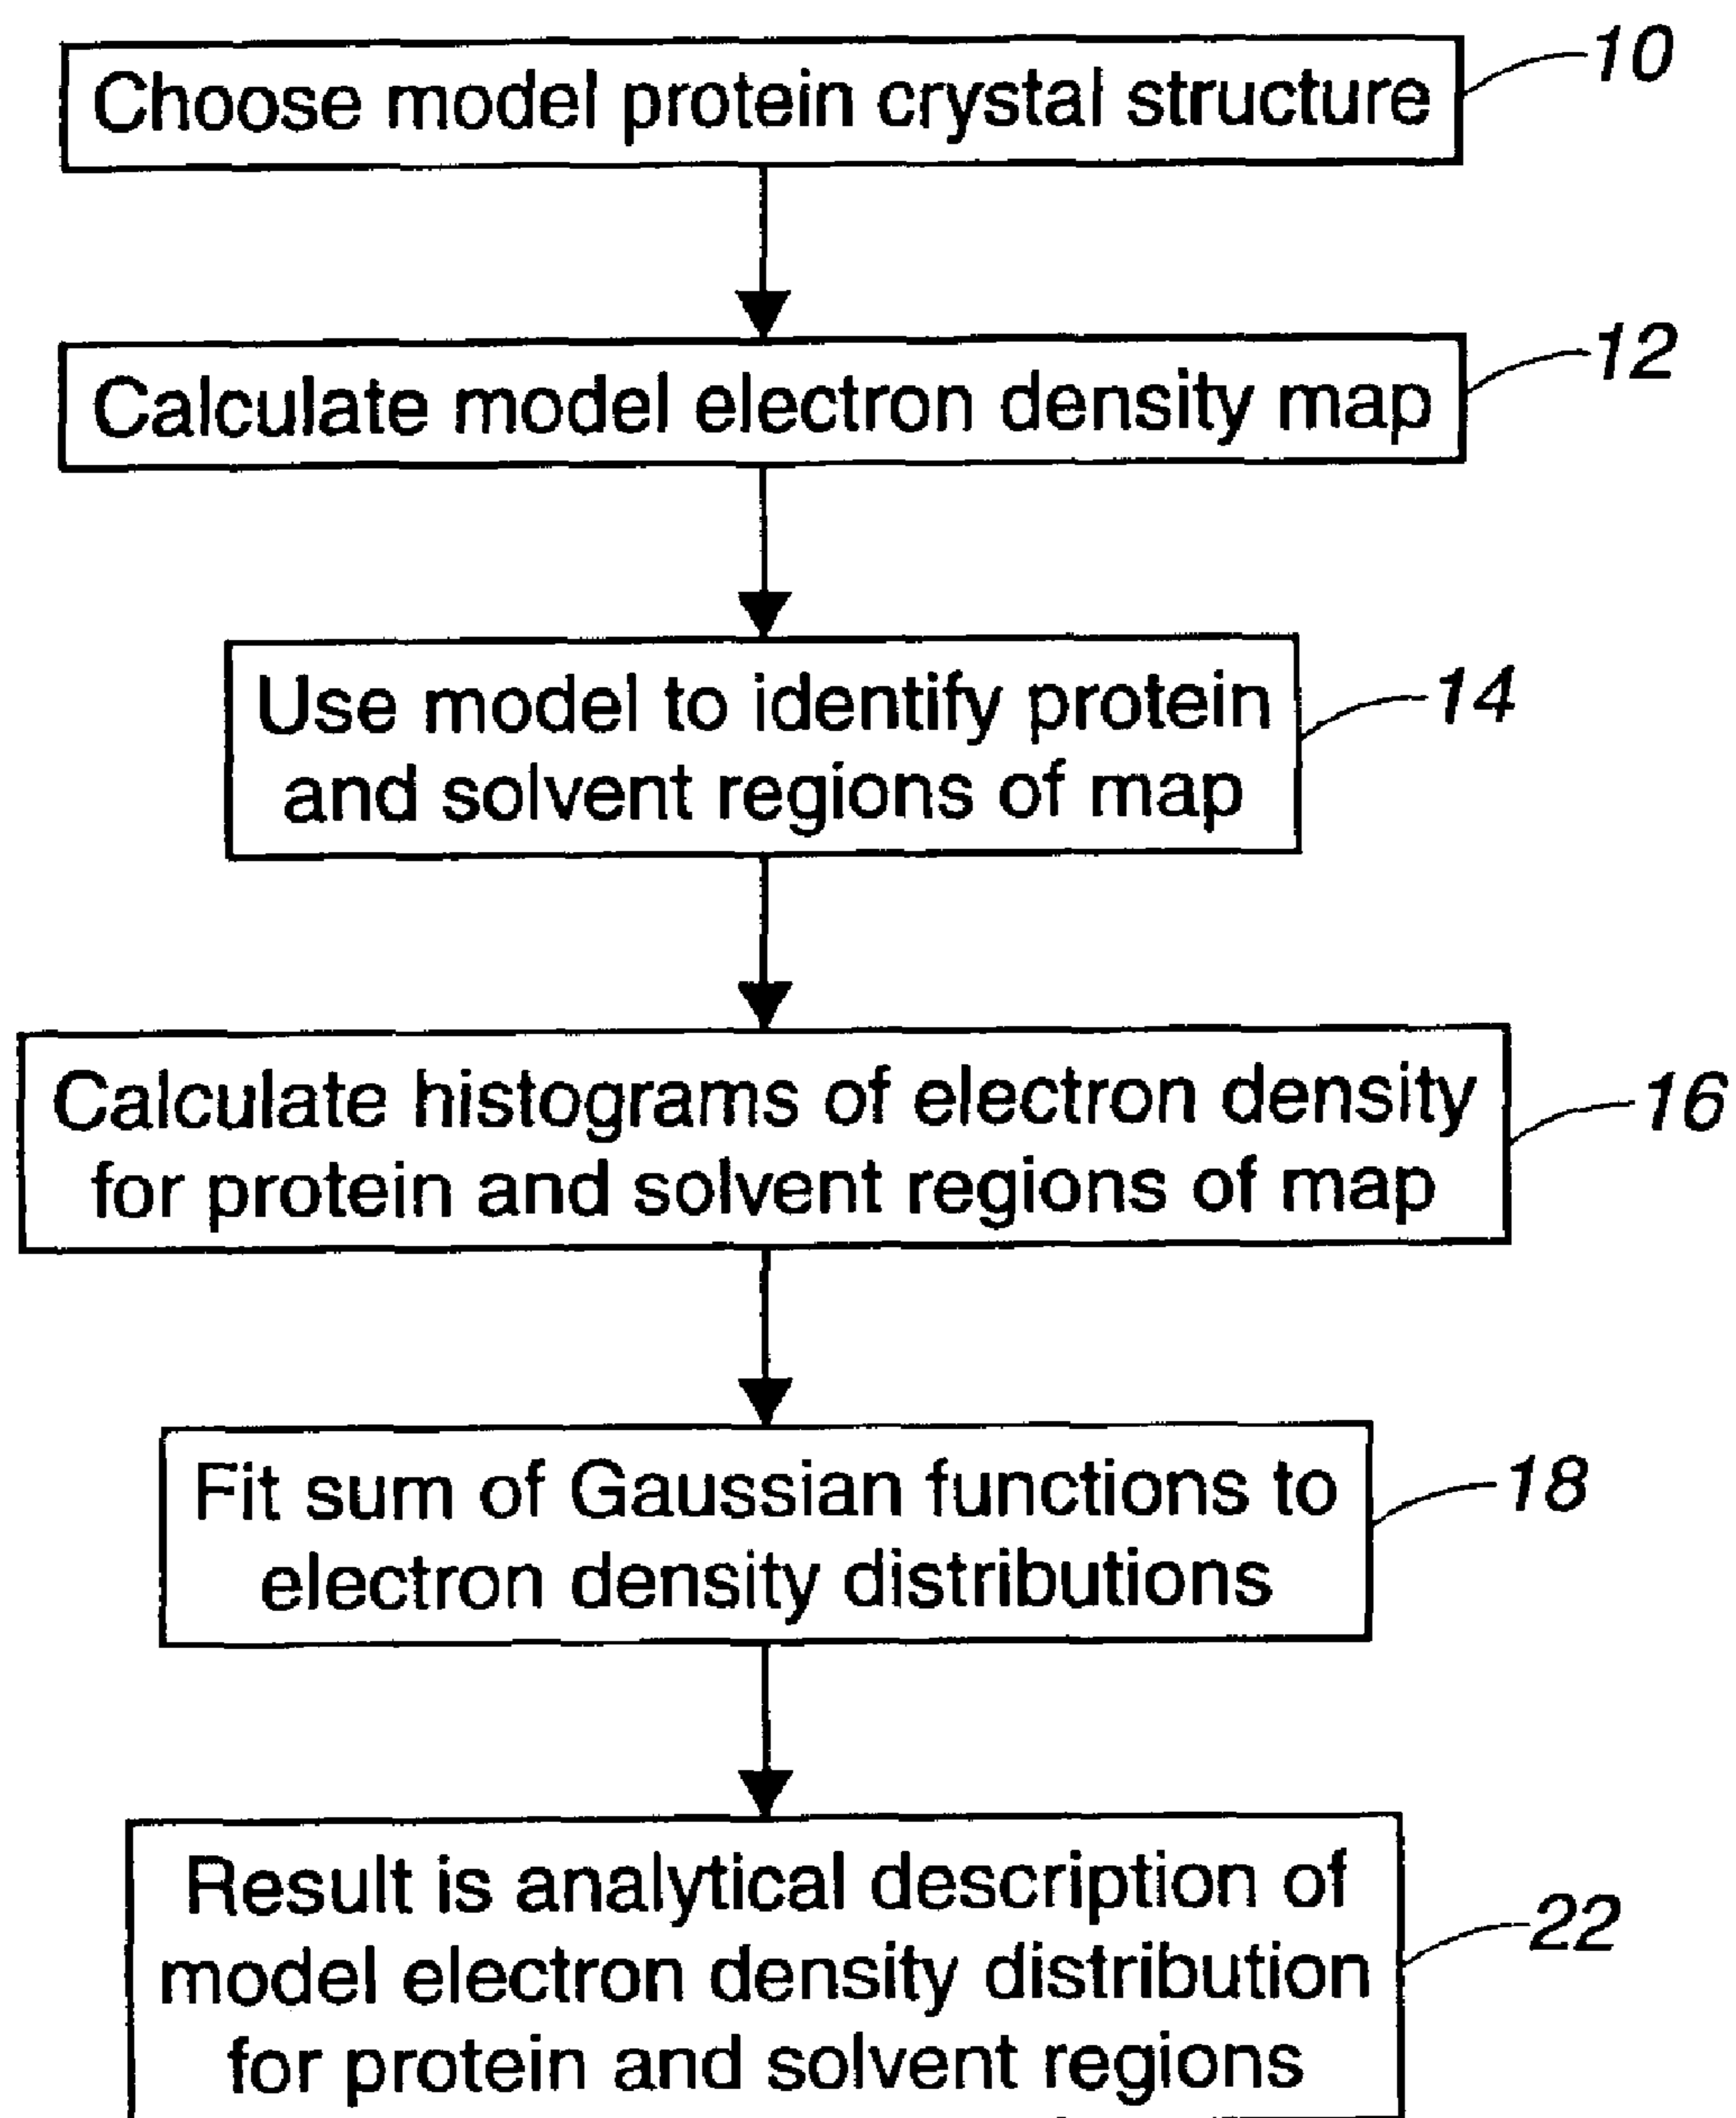 Choose model protein crystal structure
10
Calculate model electron density map
12
Use model to identify protein
and solvent regions of map
14
Calculate histograms of electron density
for protein and solvent regions of map
16
Fit sum of Gaussian functions to
electron density distributions
18
Result is analytical description of
model electron density distribution
for protein and solvent regions
22